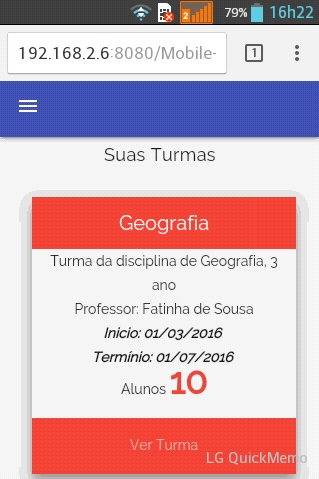 79% 16h22
192.168.2.6:8080/Mobile-
1
Suas Turmas
Geografia
Turma da disciplina de Geografia, 3
ano
Professor: Fatinha de Sousa
Inicio: 01/03/2016
Termínio: 01/07/2016
Alunos 10
Ver Turma
LG QuickMemo